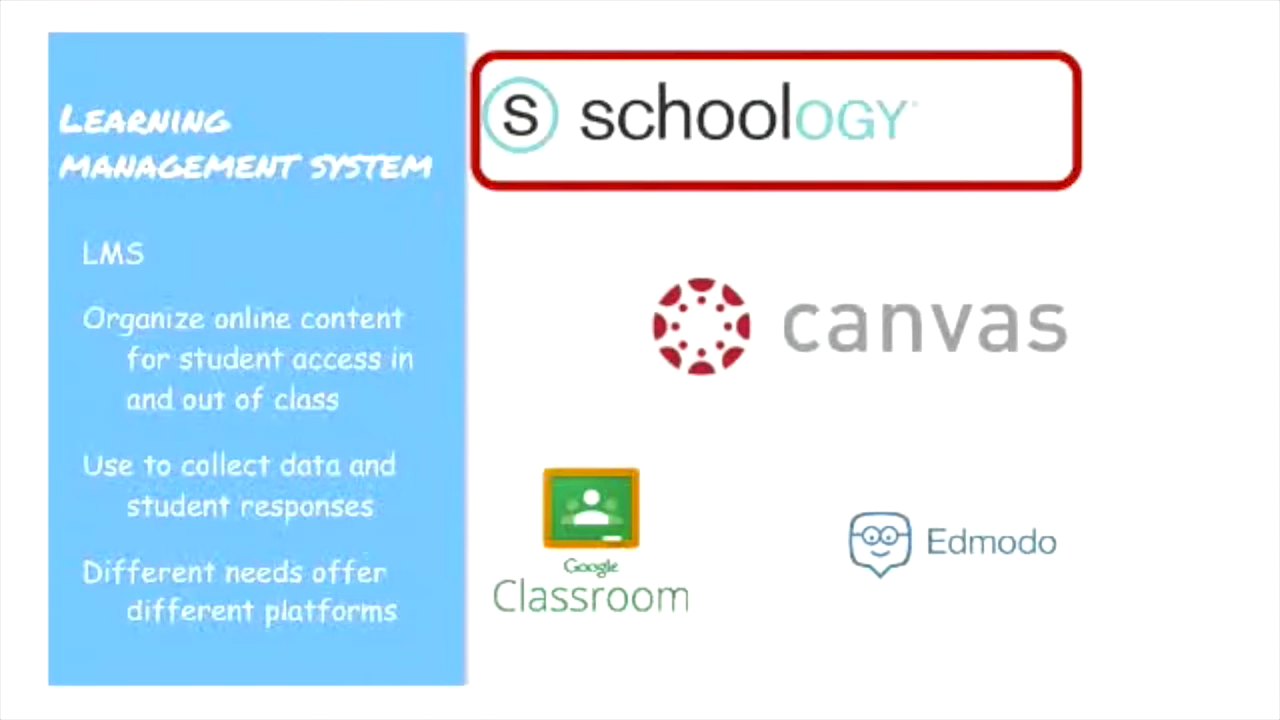 Learning
management system
LMS
Organize online content
for student access in
and out of class
Use to collect data and
student responses
Different needs offer
different platforms
S schoology
canvas
Google
Classroom
Edmodo